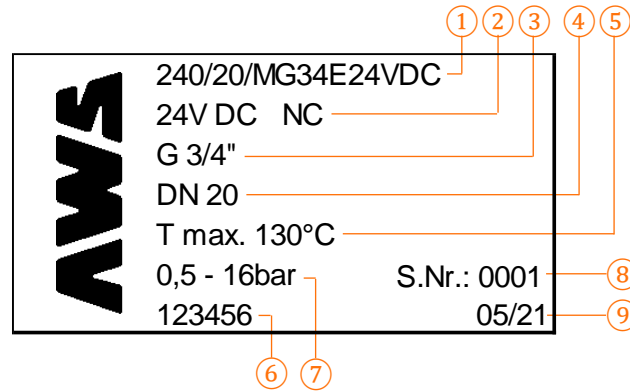 ① ② ③ ④ ⑤
AWS
240/20/MG34E24VDC
24V DC NC
G 3/4"
DN 20
T max. 130°C
0,5 - 16bar S.Nr.: 0001 ⑧
123456 05/21 ⑨
⑥ ⑦